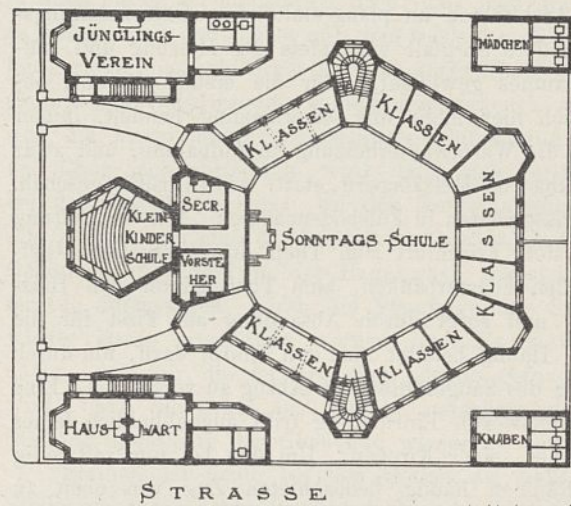 JÜNGLINGS-
VEREIN
MÄDCHEN
KLASSEN
KLASSEN
KLASSEN
SECR.
KLEIN
KINDER
SCHULE
SONNTAGS-SCHULE
VORSTE
HER
KLASSEN
KLASSEN
HAUS WART
KNABEN
STRASSE